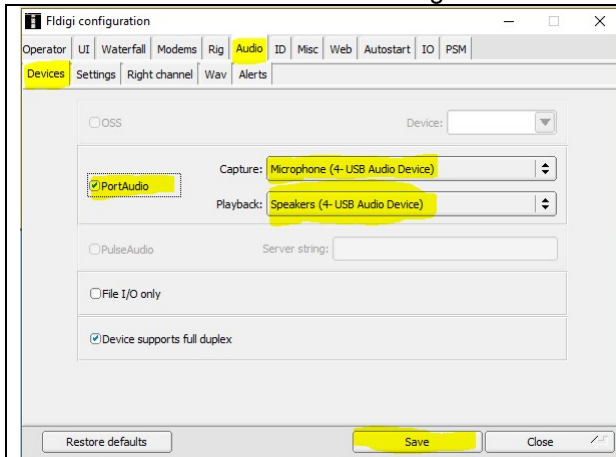 Fldigi configuration
Operator UI Waterfall Modems Rig Audio ID Misc Web Autostart IO PSM
Devices Settings Right channel Wav Alerts
OSS Device:
PortAudio
Capture: Microphone (4- USB Audio Device)
Playback: Speakers (4- USB Audio Device)
PulseAudio Server string:
File I/O only
Device supports full duplex
Restore defaults Save Close